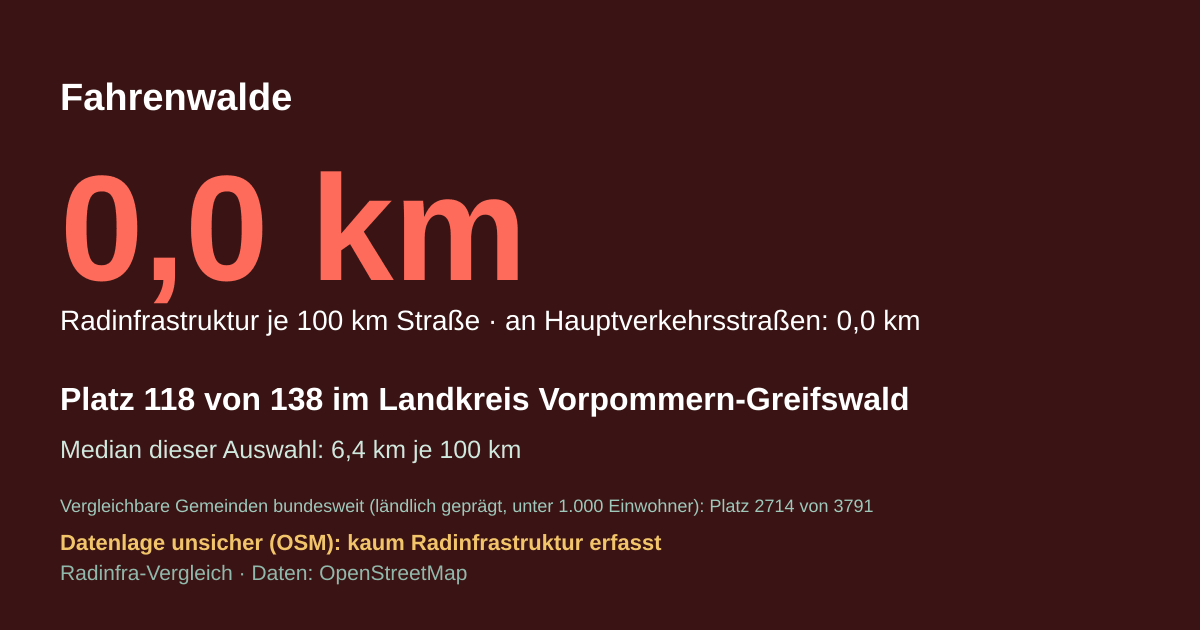 Fahrenwalde
0,0 km
Radinfrastruktur je 100 km Straße · an Hauptverkehrsstraßen: 0,0 km
Platz 118 von 138 im Landkreis Vorpommern-Greifswald
Median dieser Auswahl: 6,4 km je 100 km
Vergleichbare Gemeinden bundesweit (ländlich geprägt, unter 1.000 Einwohner): Platz 2714 von 3791
Datenlage unsicher (OSM): kaum Radinfrastruktur erfasst
Radinfra-Vergleich · Daten: OpenStreetMap